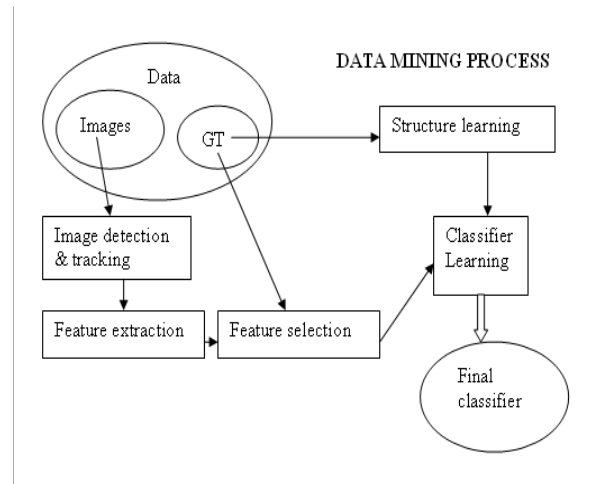 DATA MINING PROCESS
Data
Images
GT
Structure learning
Image detection
& tracking
Classifier
Learning
Feature extraction
Feature selection
Final
classifier